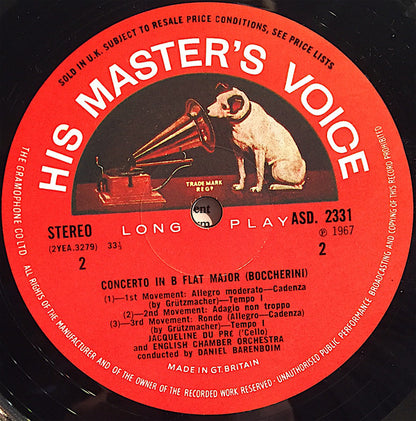 SOLD IN U.K. SUBJECT TO RESALE PRICE CONDITIONS, SEE PRICE LISTS
HIS MASTER'S VOICE
TRADE MARK
REGD
LONG PLAY
STEREO
(2YEA.3279) 33⅓
2
ASD. 2331
℗ 1967
2
CONCERTO IN B FLAT MAJOR (BOCCHERINI)
(1)—1st Movement: Allegro moderato—Cadenza
(by Grützmacher)—Tempo I
(2)—2nd Movement: Adagio non troppo
(3)—3rd Movement: Rondo (Allegro—Cadenza)
(by Grützmacher)—Tempo I
JACQUELINE DU PRE ('Cello)
and ENGLISH CHAMBER ORCHESTRA
conducted by DANIEL BARENBOIM
MADE IN GT. BRITAIN
THE GRAMOPHONE CO. LTD. ALL RIGHTS OF THE MANUFACTURER AND OF THE OWNER OF THE RECORDED WORK RESERVED · UNAUTHORISED PUBLIC PERFORMANCE BROADCASTING AND COPYING OF THIS RECORD PROHIBITED